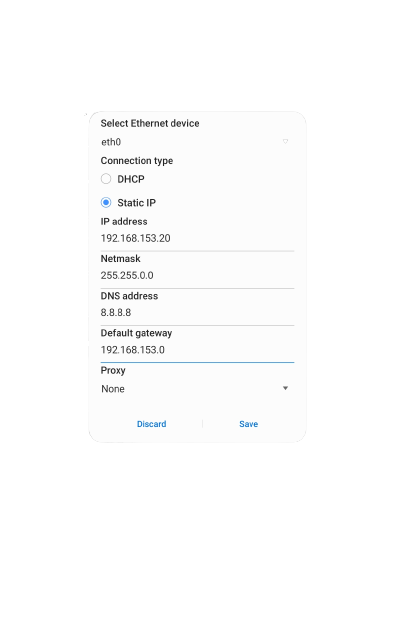 Select Ethernet device
eth0
Connection type
DHCP
Static IP
IP address
192.168.153.20
Netmask
255.255.0.0
DNS address
8.8.8.8
Default gateway
192.168.153.0
Proxy
None
Discard
Save